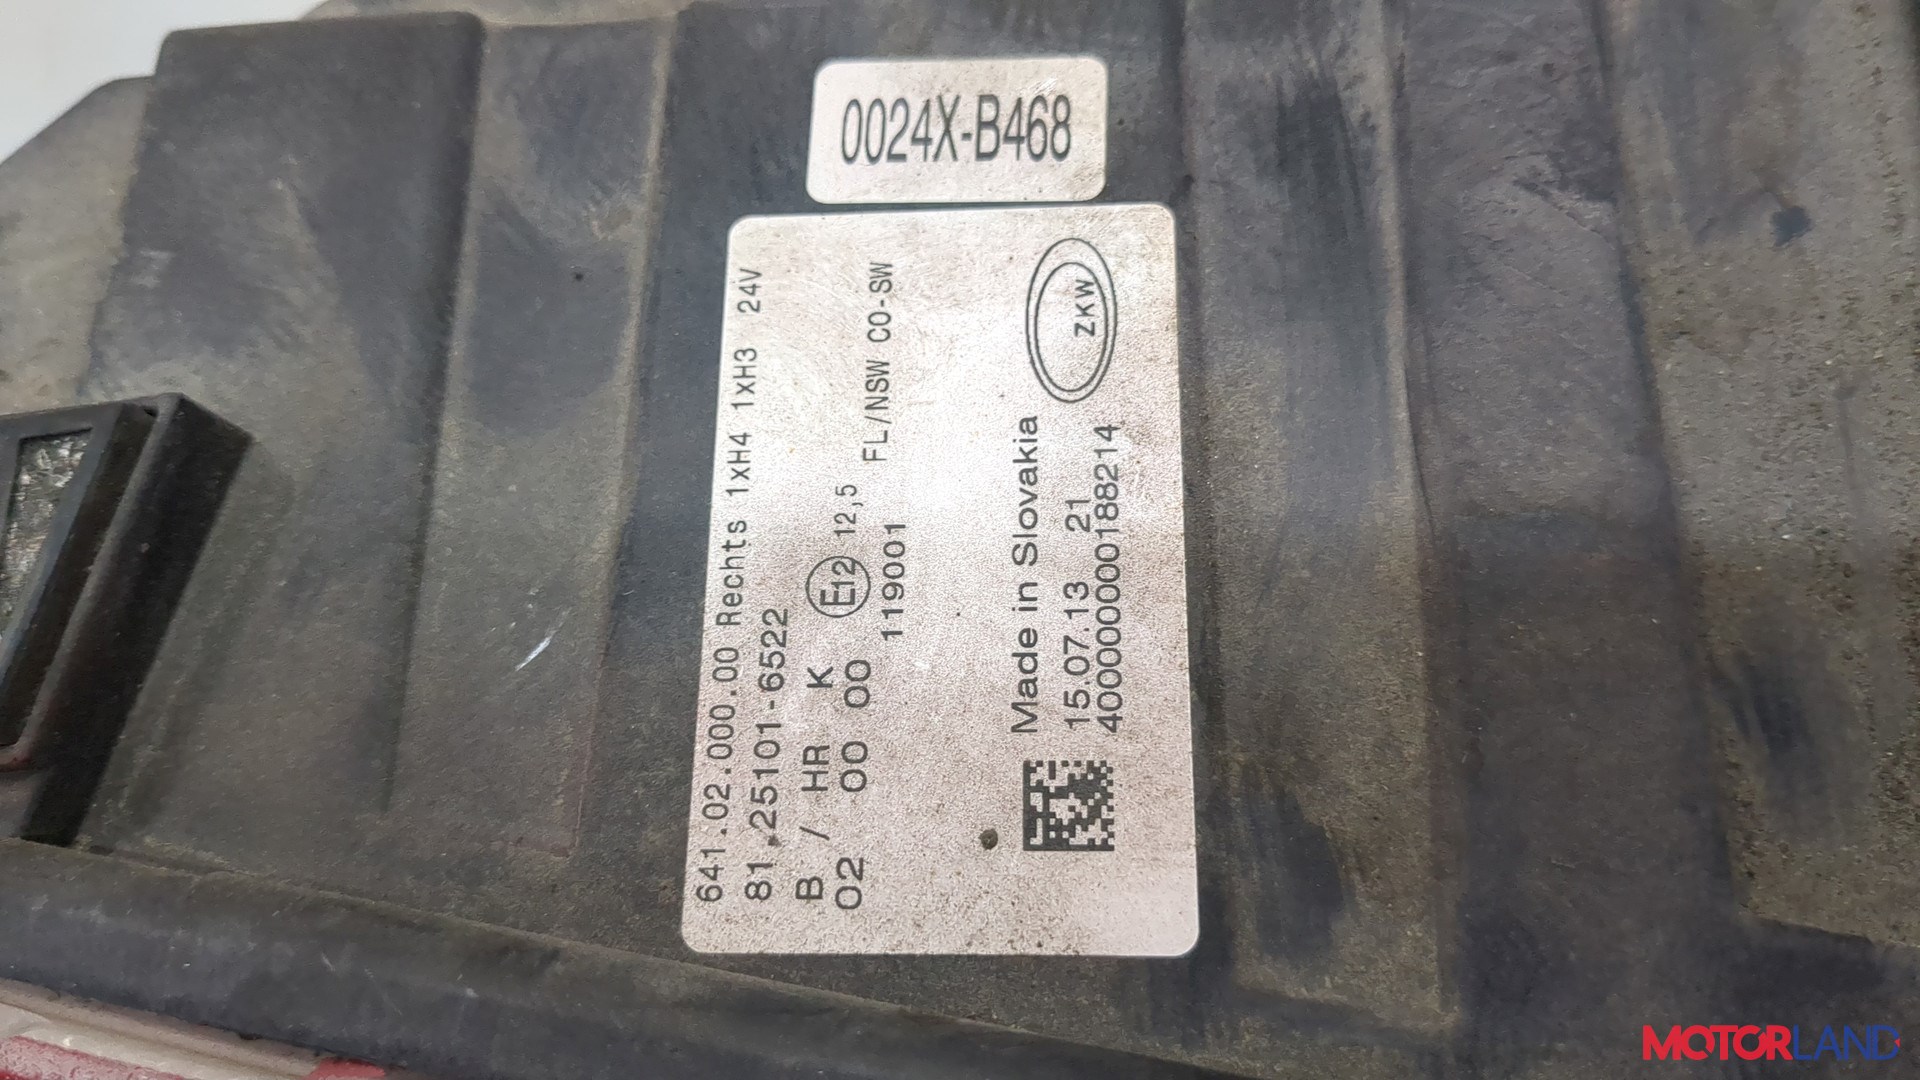 0024X-B468
641.02.000.00 Rechts 1xH4 1xH3 24V
81.25101-6522
B / HR K E12 12,5 FL/NSW CO-SW
02 00 00 119001
Made in Slovakia
15.07.13 21
4000000000188214
ZKW
MOTORLAND